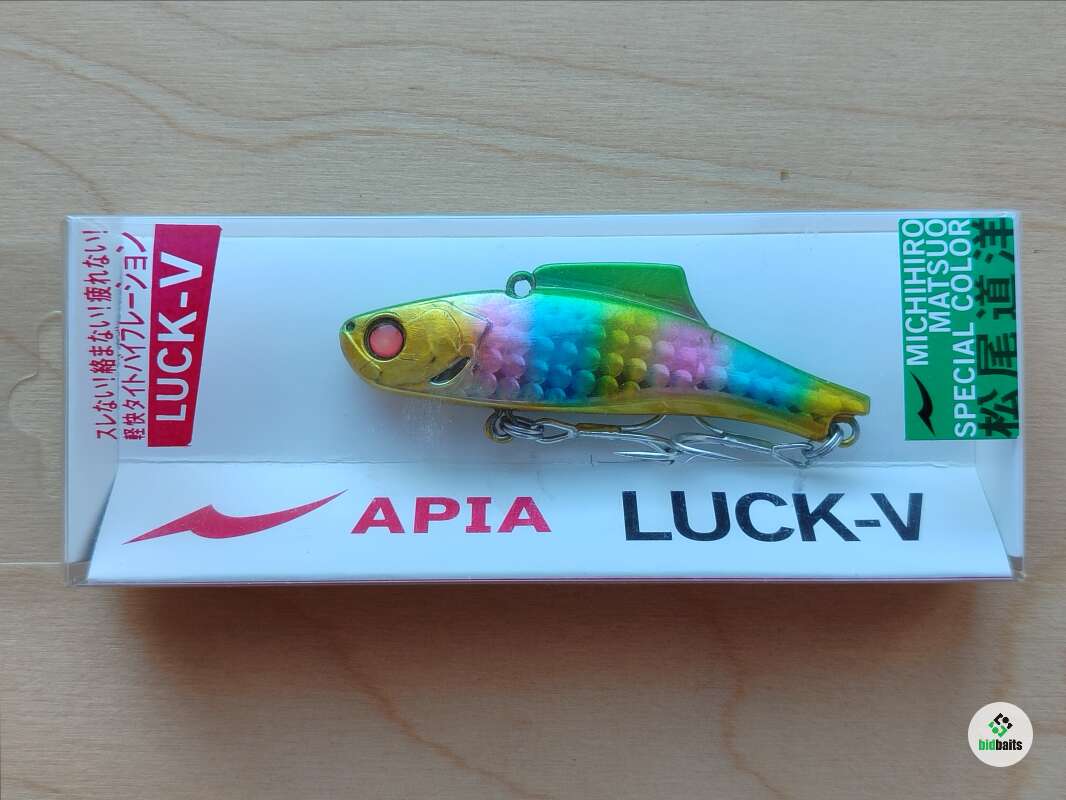 スレない!絡まない!疲れない!
軽快タイトバイブレーション
LUCK-V
MICHIHIRO
MATSUO
SPECIAL COLOR
松尾道洋
APIA
LUCK-V
bidbaits